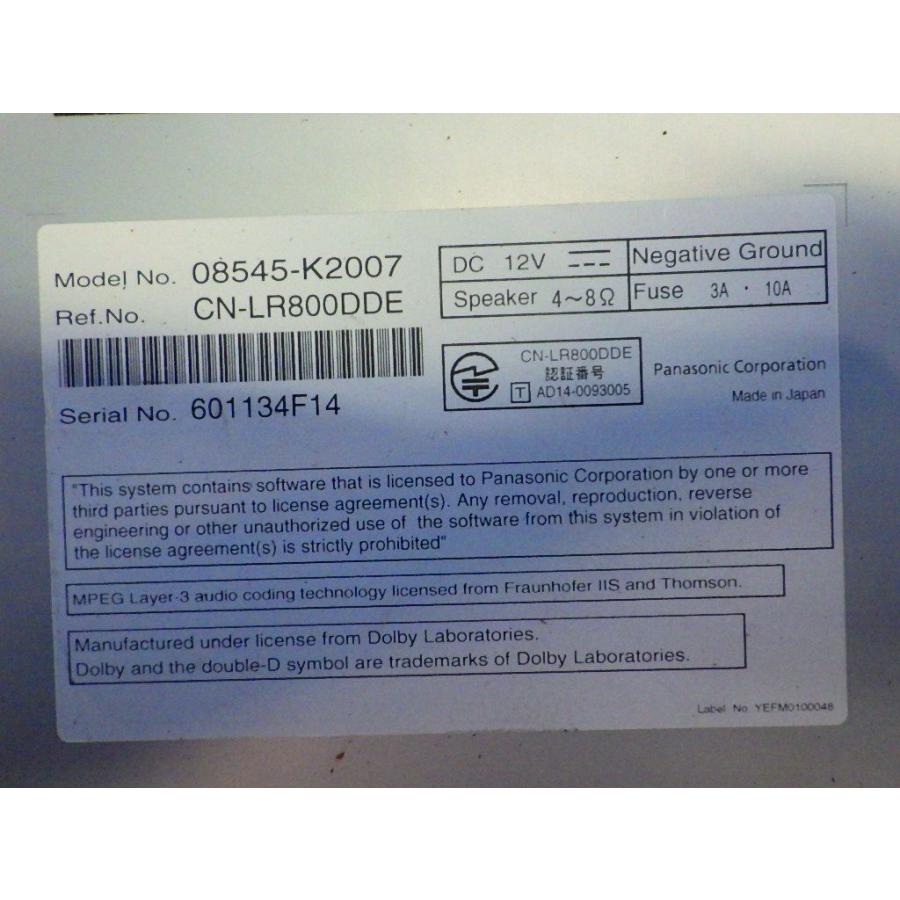 Model No. 08545-K2007
Ref.No. CN-LR800DDE
Serial No. 601134F14
DC 12V Negative Ground
Speaker 4~8Ω Fuse 3A · 10A
CN-LR800DDE
認証番号
T AD14-0093005
Panasonic Corporation
Made in Japan
"This system contains software that is licensed to Panasonic Corporation by one or more
third parties pursuant to license agreement(s). Any removal, reproduction, reverse
engineering or other unauthorized use of the software from this system in violation of
the license agreement(s) is strictly prohibited"
MPEG Layer-3 audio coding technology licensed from Fraunhofer IIS and Thomson.
Manufactured under license from Dolby Laboratories.
Dolby and the double-D symbol are trademarks of Dolby Laboratories.
Label No YEFM0100048